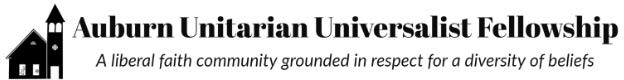 Auburn Unitarian Universalist Fellowship
A liberal faith community grounded in respect for a diversity of beliefs